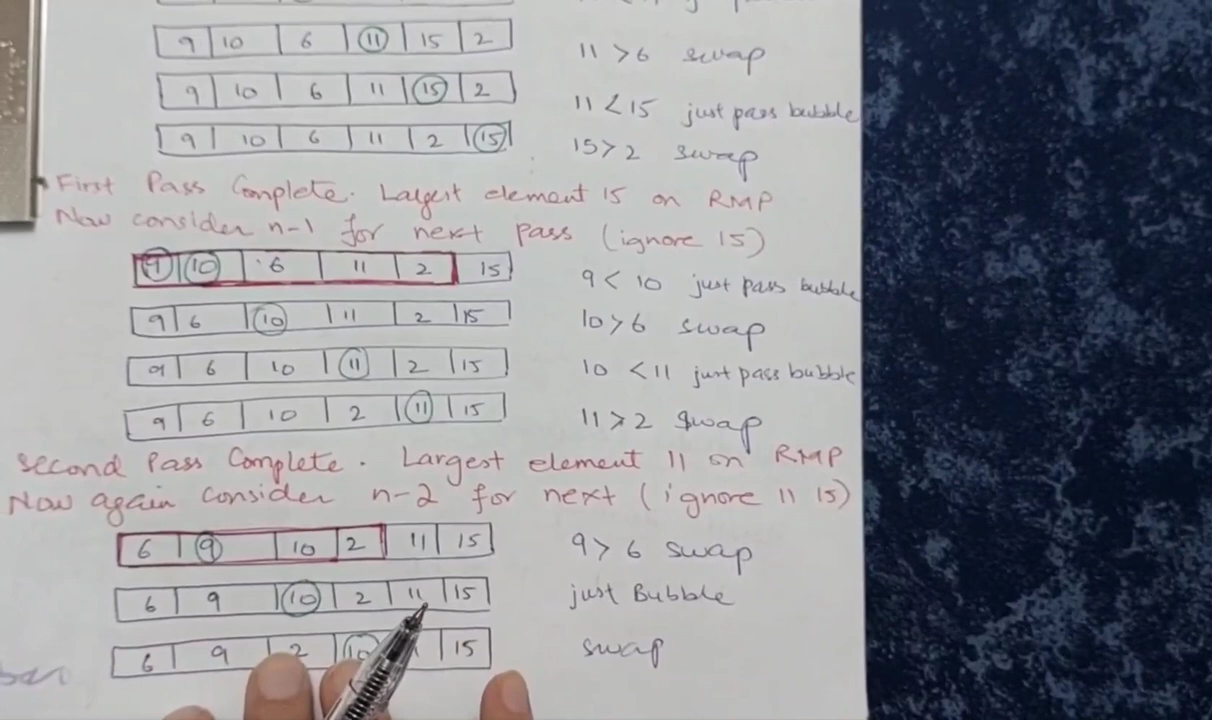 9 10 6 11 15 2 11 > 6 swap
9 10 6 11 15 2 11 < 15 just pass bubble
9 10 6 11 2 15 15 > 2 swap
First Pass Complete. Largest element 15 on RMP
Now consider n-1 for next pass (ignore 15)
9 10 6 11 2 15 9 < 10 just pass bubble
9 6 10 11 2 15 10 > 6 swap
9 6 10 11 2 15 10 < 11 just pass bubble
9 6 10 2 11 15 11 > 2 swap
Second Pass Complete. Largest element 11 on RMP
Now again consider n-2 for next (ignore 11 15)
6 9 10 2 11 15 9 > 6 swap
6 9 10 2 11 15 just Bubble
6 9 2 10 15 swap